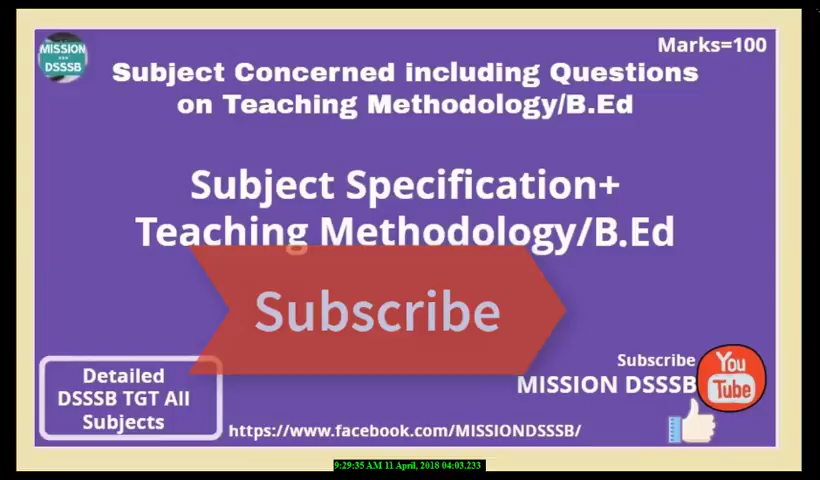 MISSION
DSSSB
Marks=100
Subject Concerned including Questions
on Teaching Methodology/B.Ed
Subject Specification+
Teaching Methodology/B.Ed
Subscribe
Detailed
DSSSB TGT All
Subjects
Subscribe
MISSION DSSSB
You
Tube
https://www.facebook.com/MISSIONDSSSB/
9:29:35 AM 11 April, 2018 04:03.233